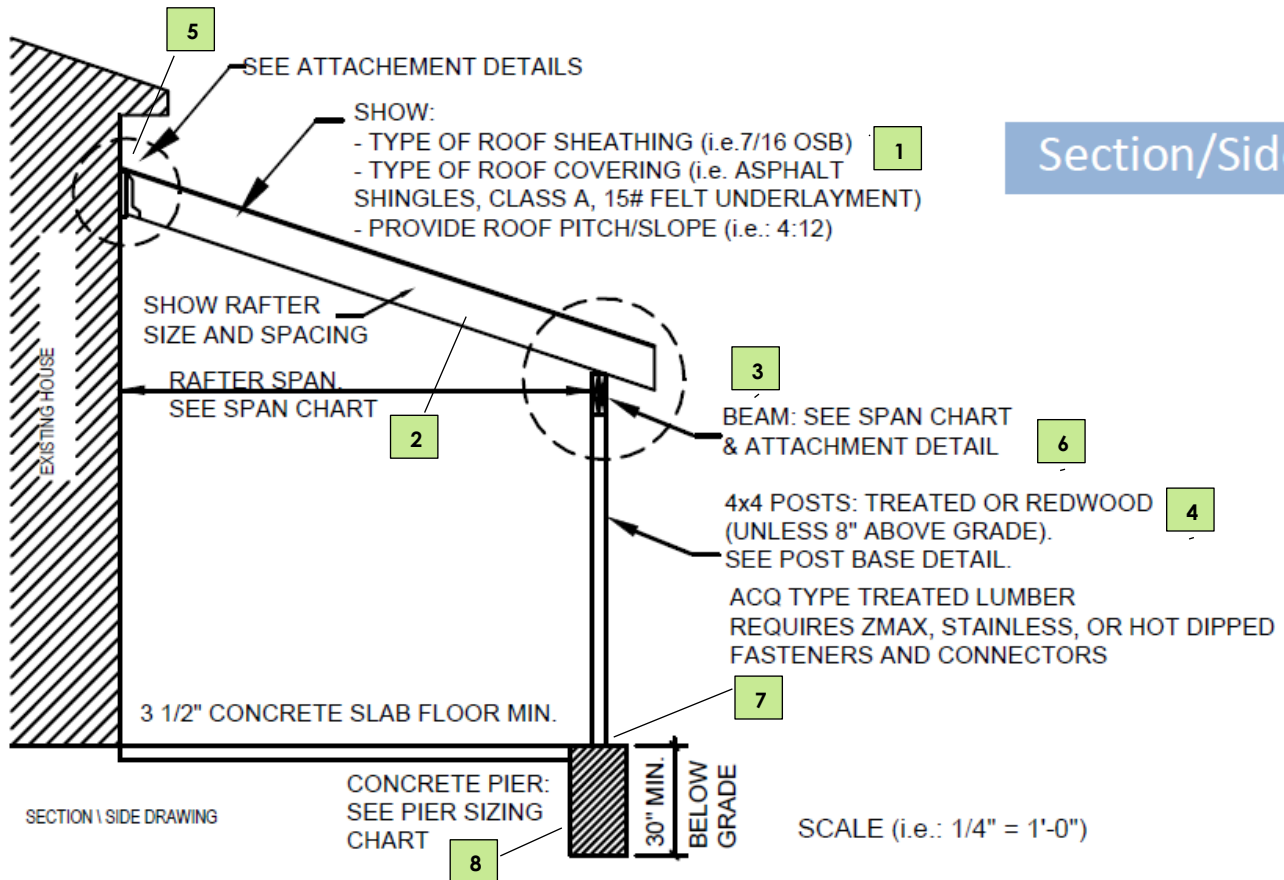 5
SEE ATTACHEMENT DETAILS
SHOW:
- TYPE OF ROOF SHEATHING (i.e.7/16 OSB)
1
- TYPE OF ROOF COVERING (i.e. ASPHALT
SHINGLES, CLASS A, 15# FELT UNDERLAYMENT)
- PROVIDE ROOF PITCH/SLOPE (i.e.: 4:12)
Section/Sid
SHOW RAFTER
SIZE AND SPACING
EXISTING HOUSE
RAFTER SPAN.
SEE SPAN CHART
2
3
BEAM: SEE SPAN CHART
& ATTACHMENT DETAIL
6
4x4 POSTS: TREATED OR REDWOOD
(UNLESS 8" ABOVE GRADE).
SEE POST BASE DETAIL.
4
ACQ TYPE TREATED LUMBER
REQUIRES ZMAX, STAINLESS, OR HOT DIPPED
FASTENERS AND CONNECTORS
7
3 1/2" CONCRETE SLAB FLOOR MIN.
CONCRETE PIER:
SEE PIER SIZING
CHART
8
30" MIN.
BELOW
GRADE
SECTION \ SIDE DRAWING
SCALE (i.e.: 1/4" = 1'-0")